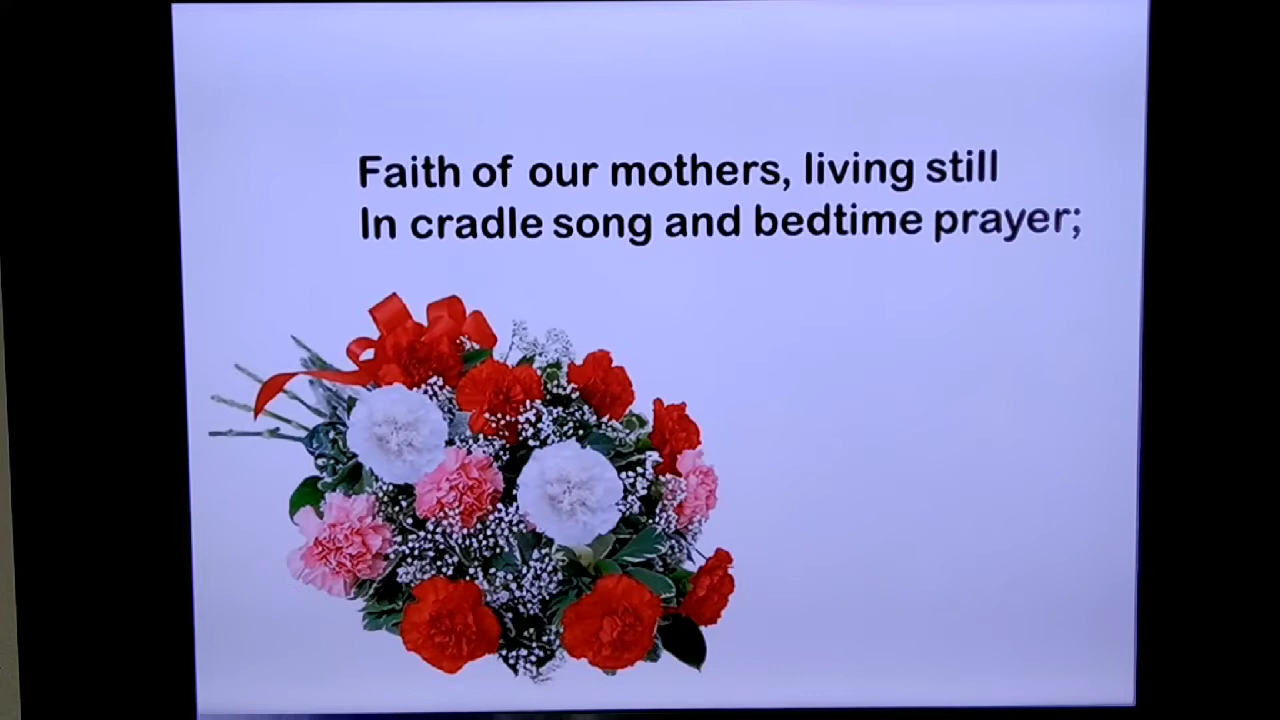 Faith of our mothers, living still
In cradle song and bedtime prayer;